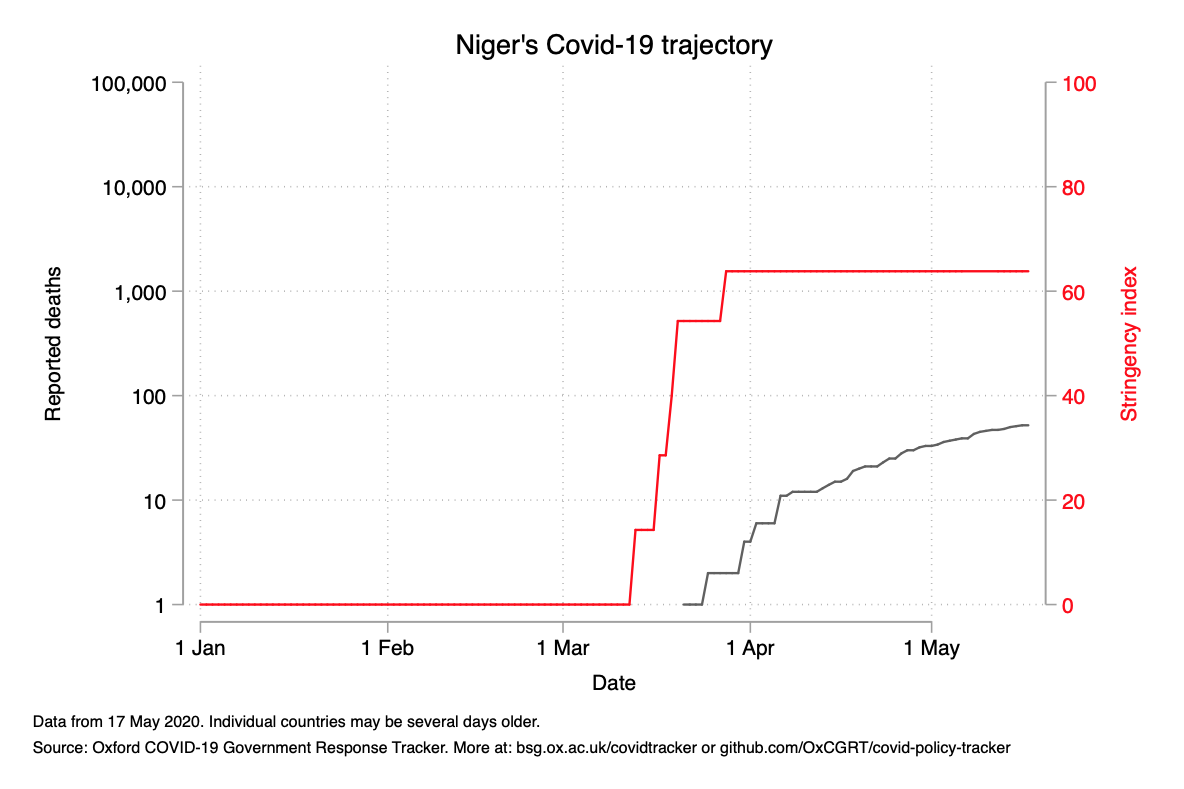 Niger's Covid-19 trajectory
100,000
10,000
1,000
100
10
1
Reported deaths
100
80
60
40
20
0
Stringency index
1 Jan
1 Feb
1 Mar
1 Apr
1 May
Date
Data from 17 May 2020. Individual countries may be several days older.
Source: Oxford COVID-19 Government Response Tracker. More at: bsg.ox.ac.uk/covidtracker or github.com/OxCGRT/covid-policy-tracker